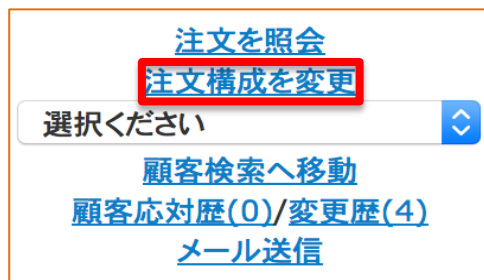 注文を照会
注文構成を変更
選択ください
顧客検索へ移動
顧客応対歴(0)/変更歴(4)
メール送信